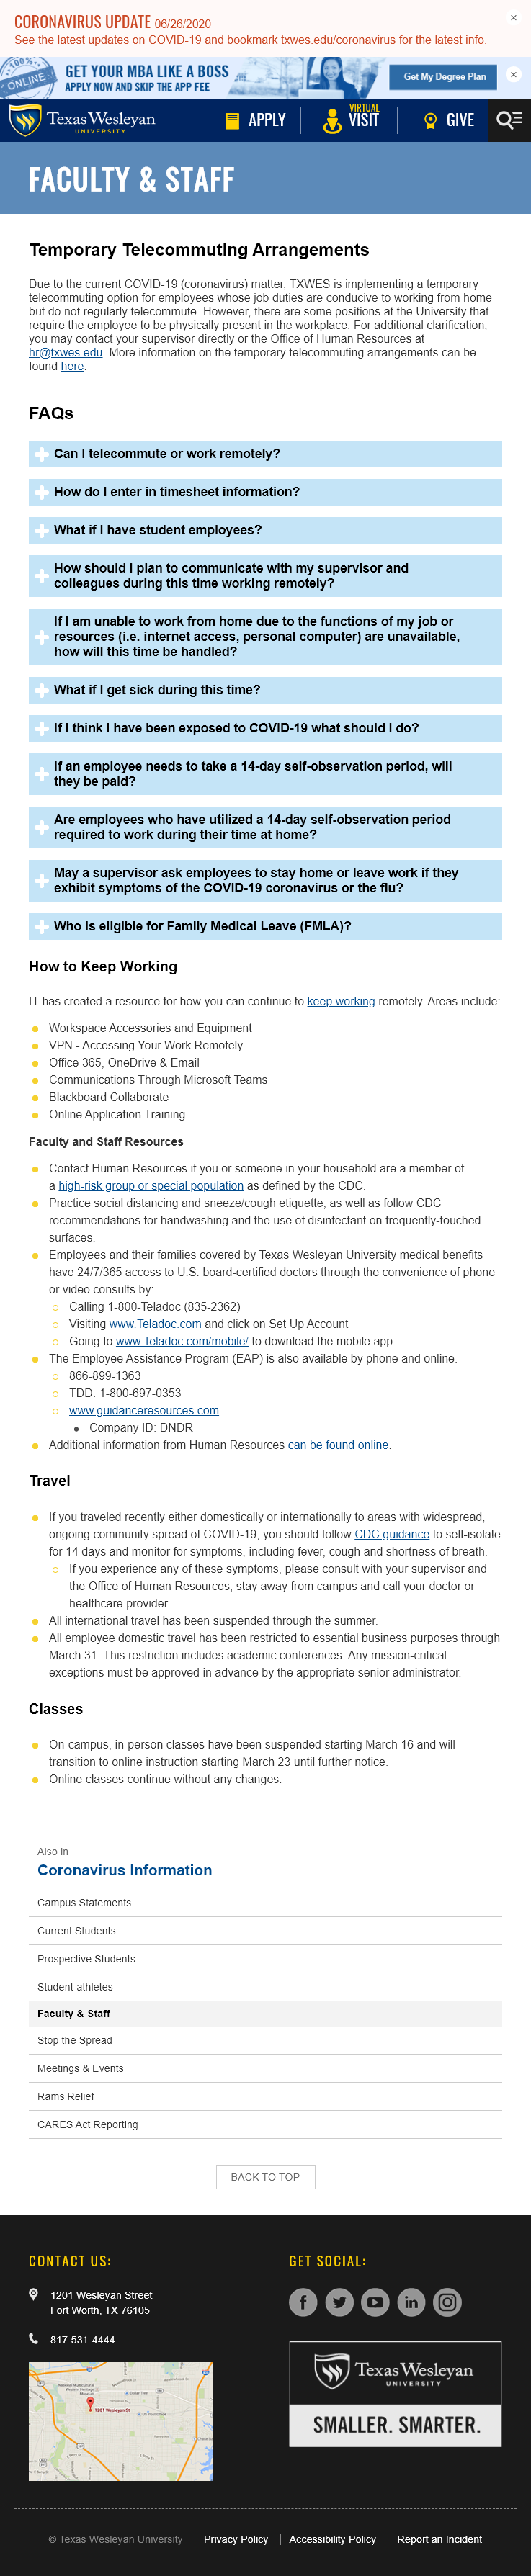 CORONAVIRUS UPDATE 06/26/2020
See the latest updates on COVID-19 and bookmark txwes.edu/coronavirus for the latest info.
100% ONLINE
GET YOUR MBA LIKE A BOSS
APPLY NOW AND SKIP THE APP FEE
Get My Degree Plan
Texas Wesleyan
UNIVERSITY
APPLY
VIRTUAL
VISIT
GIVE
FACULTY & STAFF
Temporary Telecommuting Arrangements
Due to the current COVID-19 (coronavirus) matter, TXWES is implementing a temporary
telecommuting option for employees whose job duties are conducive to working from home
but do not regularly telecommute. However, there are some positions at the University that
require the employee to be physically present in the workplace. For additional clarification,
you may contact your supervisor directly or the Office of Human Resources at
hr@txwes.edu. More information on the temporary telecommuting arrangements can be
found here.
FAQs
Can I telecommute or work remotely?
How do I enter in timesheet information?
What if I have student employees?
How should I plan to communicate with my supervisor and
colleagues during this time working remotely?
If I am unable to work from home due to the functions of my job or
resources (i.e. internet access, personal computer) are unavailable,
how will this time be handled?
What if I get sick during this time?
If I think I have been exposed to COVID-19 what should I do?
If an employee needs to take a 14-day self-observation period, will
they be paid?
Are employees who have utilized a 14-day self-observation period
required to work during their time at home?
May a supervisor ask employees to stay home or leave work if they
exhibit symptoms of the COVID-19 coronavirus or the flu?
Who is eligible for Family Medical Leave (FMLA)?
How to Keep Working
IT has created a resource for how you can continue to keep working remotely. Areas include:
Workspace Accessories and Equipment
VPN - Accessing Your Work Remotely
Office 365, OneDrive & Email
Communications Through Microsoft Teams
Blackboard Collaborate
Online Application Training
Faculty and Staff Resources
Contact Human Resources if you or someone in your household are a member of
a high-risk group or special population as defined by the CDC.
Practice social distancing and sneeze/cough etiquette, as well as follow CDC
recommendations for handwashing and the use of disinfectant on frequently-touched
surfaces.
Employees and their families covered by Texas Wesleyan University medical benefits
have 24/7/365 access to U.S. board-certified doctors through the convenience of phone
or video consults by:
Calling 1-800-Teladoc (835-2362)
Visiting www.Teladoc.com and click on Set Up Account
Going to www.Teladoc.com/mobile/ to download the mobile app
The Employee Assistance Program (EAP) is also available by phone and online.
866-899-1363
TDD: 1-800-697-0353
www.guidanceresources.com
Company ID: DNDR
Additional information from Human Resources can be found online.
Travel
If you traveled recently either domestically or internationally to areas with widespread,
ongoing community spread of COVID-19, you should follow CDC guidance to self-isolate
for 14 days and monitor for symptoms, including fever, cough and shortness of breath.
If you experience any of these symptoms, please consult with your supervisor and
the Office of Human Resources, stay away from campus and call your doctor or
healthcare provider.
All international travel has been suspended through the summer.
All employee domestic travel has been restricted to essential business purposes through
March 31. This restriction includes academic conferences. Any mission-critical
exceptions must be approved in advance by the appropriate senior administrator.
Classes
On-campus, in-person classes have been suspended starting March 16 and will
transition to online instruction starting March 23 until further notice.
Online classes continue without any changes.
Also in
Coronavirus Information
Campus Statements
Current Students
Prospective Students
Student-athletes
Faculty & Staff
Stop the Spread
Meetings & Events
Rams Relief
CARES Act Reporting
BACK TO TOP
CONTACT US:
1201 Wesleyan Street
Fort Worth, TX 76105
817-531-4444
1201 Wesleyan St
GET SOCIAL:
Texas Wesleyan
UNIVERSITY
SMALLER. SMARTER.
© Texas Wesleyan University
Privacy Policy
Accessibility Policy
Report an Incident